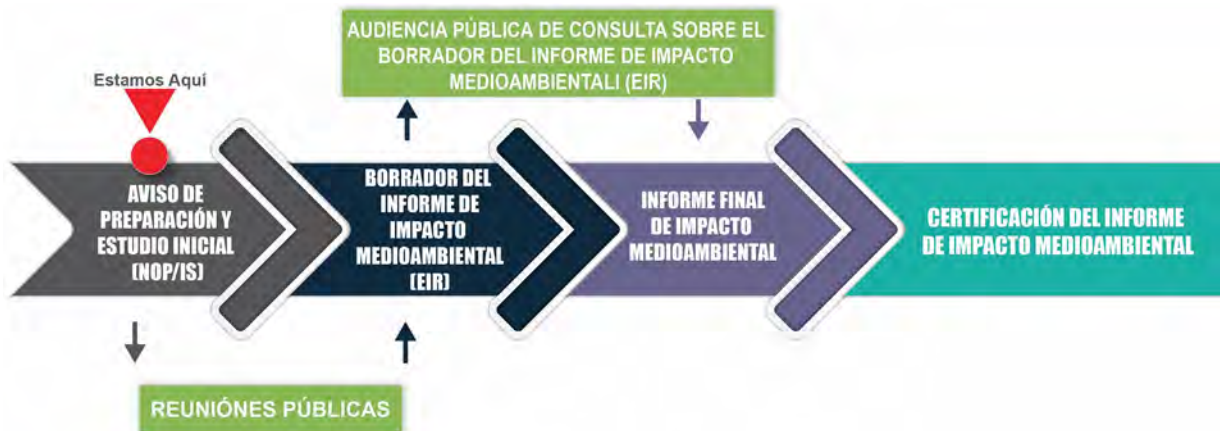 AUDIENCIA PÚBLICA DE CONSULTA SOBRE EL
BORRADOR DEL INFORME DE IMPACTO
MEDIOAMBIENTALI (EIR)
Estamos Aquí
AVISO DE
PREPARACIÓN Y
ESTUDIO INICIAL
(NOP/IS)
BORRADOR DEL
INFORME DE
IMPACTO
MEDIOAMBIENTAL
(EIR)
INFORME FINAL
DE IMPACTO
MEDIOAMBIENTAL
CERTIFICACIÓN DEL INFORME
DE IMPACTO MEDIOAMBIENTAL
REUNIÓNES PÚBLICAS